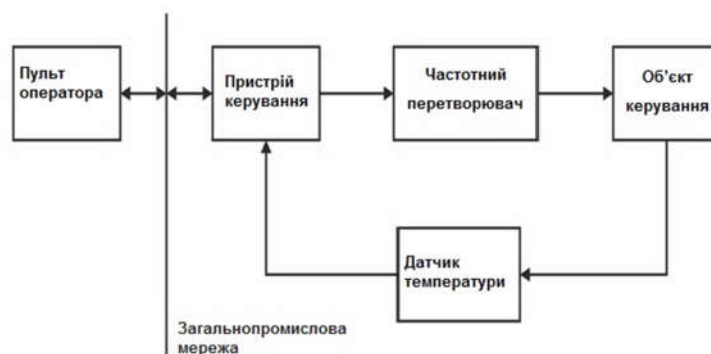 Пульт
оператора
Пристрій
керування
Частотний
перетворювач
Об'єкт
керування
Датчик
температури
Загальнопромислова
мережа